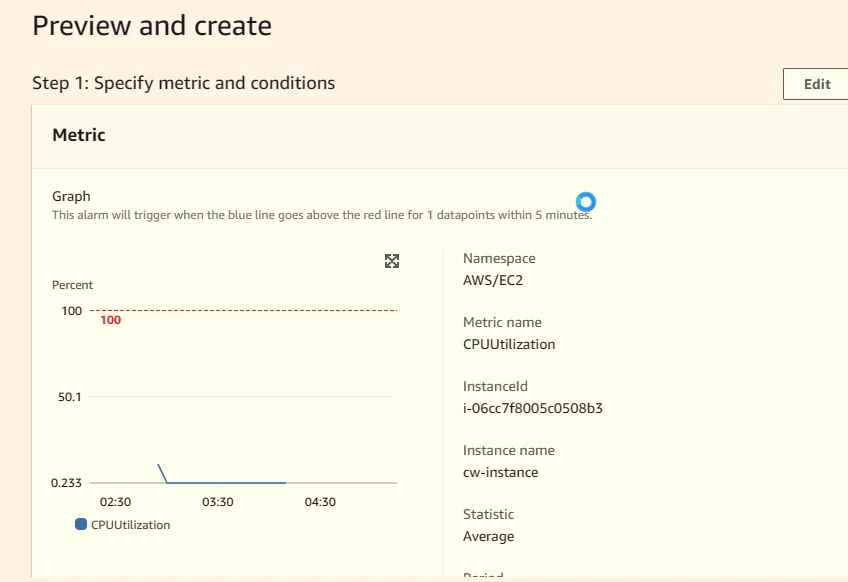 Preview and create
Step 1: Specify metric and conditions
Edit
Metric
Graph
This alarm will trigger when the blue line goes above the red line for 1 datapoints within 5 minutes.
Percent
100
100
50.1
0.233
02:30 03:30 04:30
CPUUtilization
Namespace
AWS/EC2
Metric name
CPUUtilization
InstanceId
i-06cc7f8005c0508b3
Instance name
cw-instance
Statistic
Average
Period